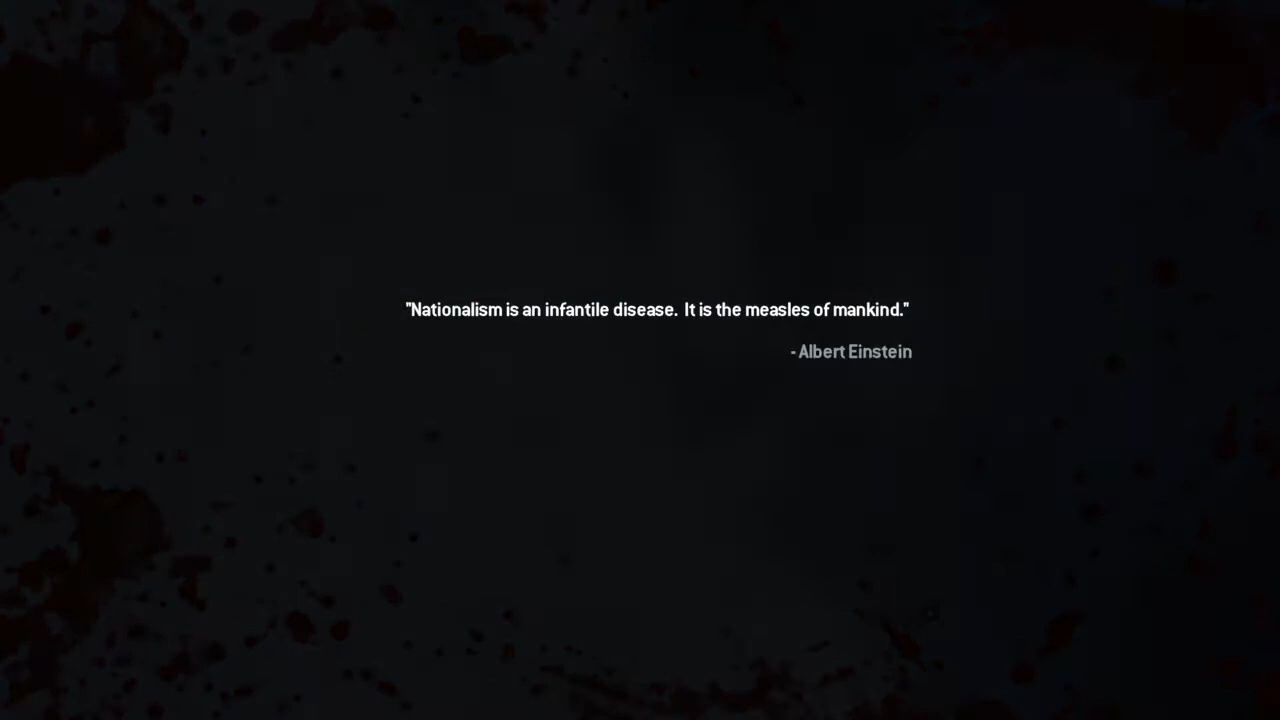 "Nationalism is an infantile disease.  It is the measles of mankind."
- Albert Einstein